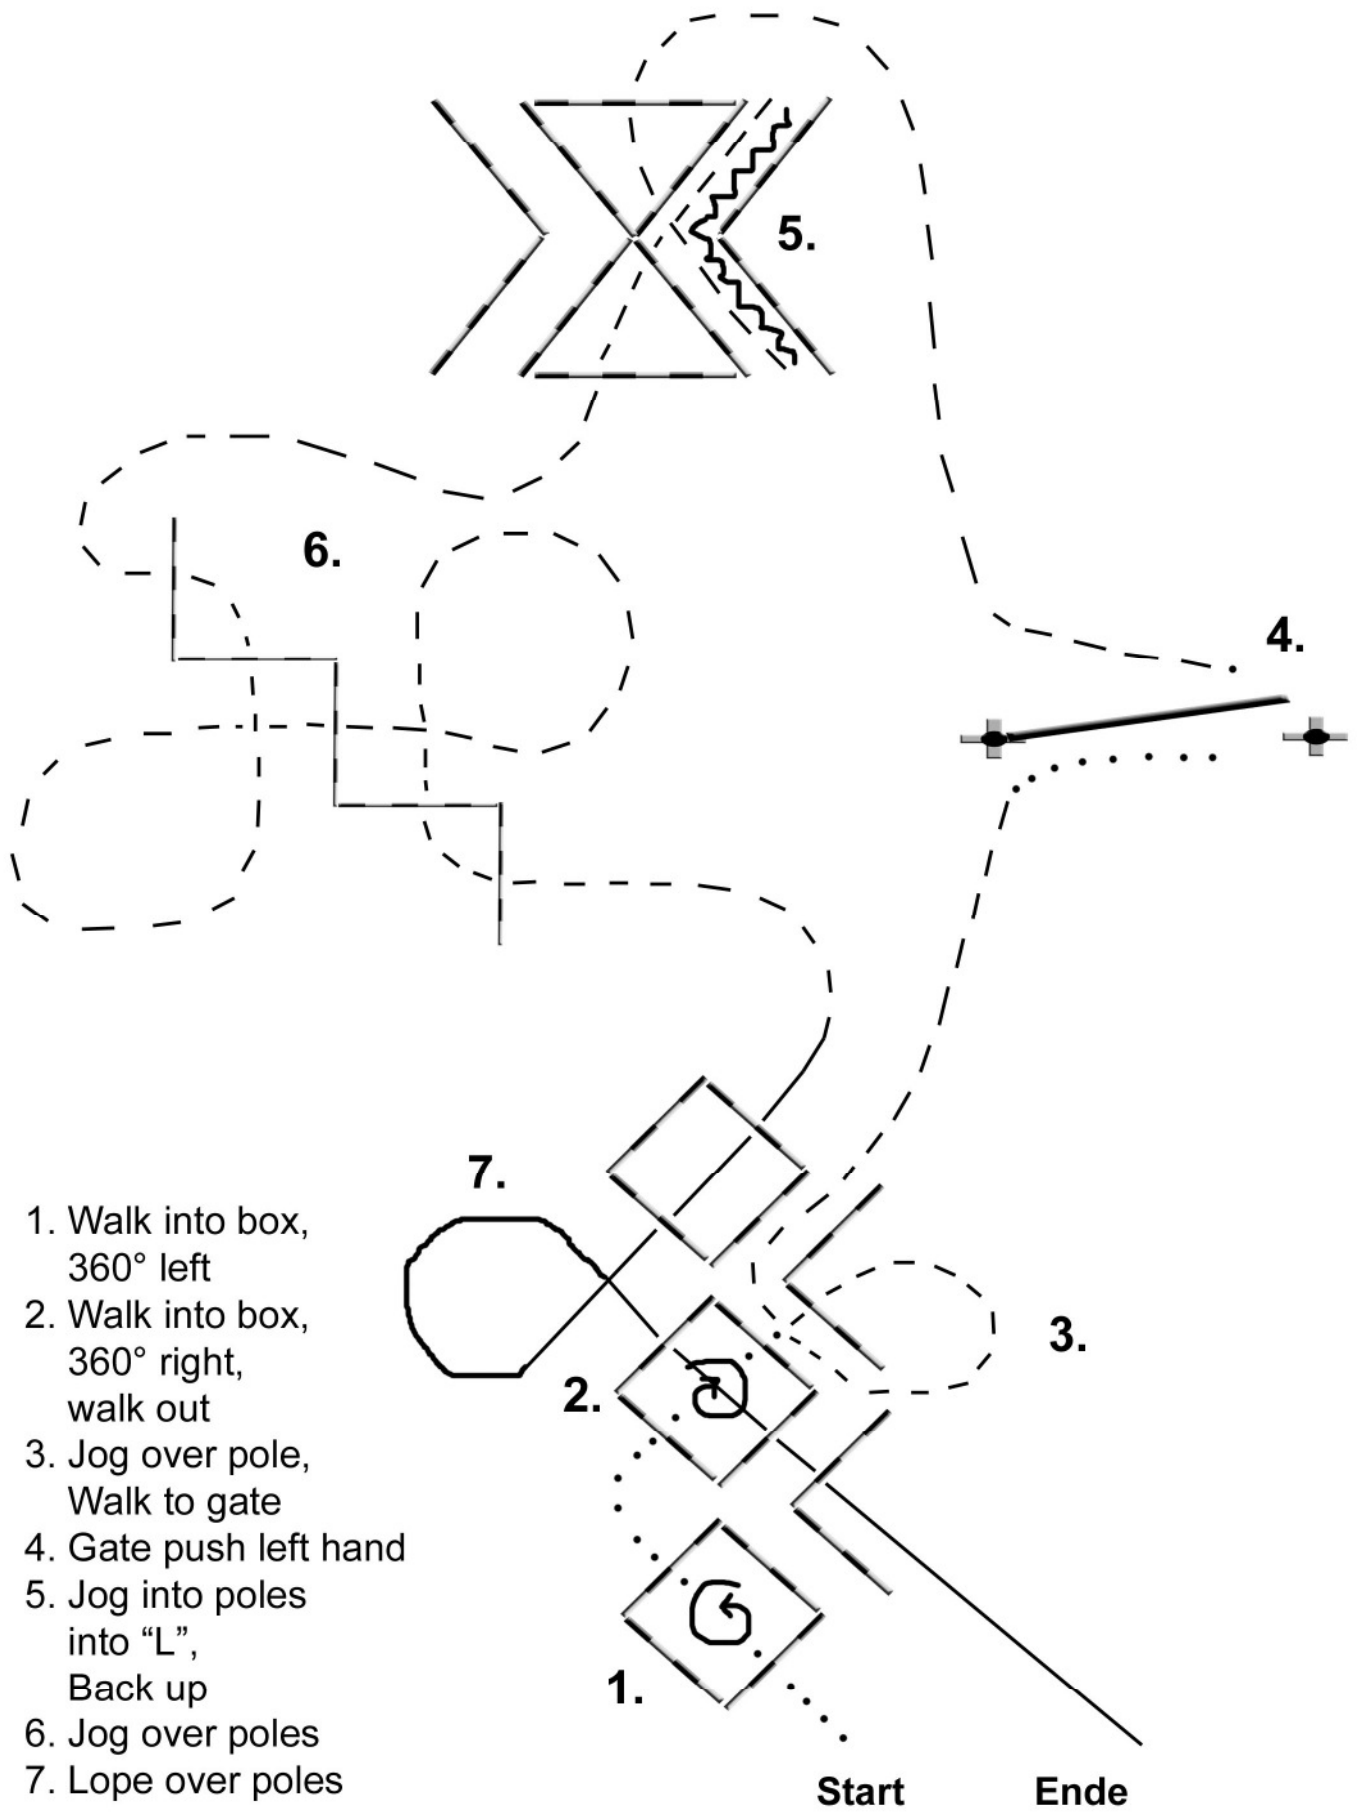 5.
6.
4.
7.
3.
2.
1.
1. Walk into box,
360° left
2. Walk into box,
360° right,
walk out
3. Jog over pole,
Walk to gate
4. Gate push left hand
5. Jog into poles
into “L”,
Back up
6. Jog over poles
7. Lope over poles
Start Ende